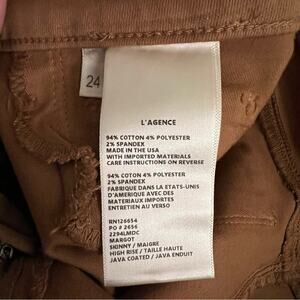 24
L'AGENCE
94% COTTON 4% POLYESTER
2% SPANDEX
MADE IN THE USA
WITH IMPORTED MATERIALS
CARE INSTRUCTIONS ON REVERSE
94% COTON 4% POLYESTER
2% SPANDEX
FABRIQUE DANS LA ETATS-UNIS
D'AMERIQUE AVEC DES
MATERIAUX IMPORTES
ENTRETIEN AU VERSO
RN126654
PO # 2656
2294LMDC
MARGOT
SKINNY / MAIGRE
HIGH RISE / TAILLE HAUTE
JAVA COATED / JAVA ENDUIT